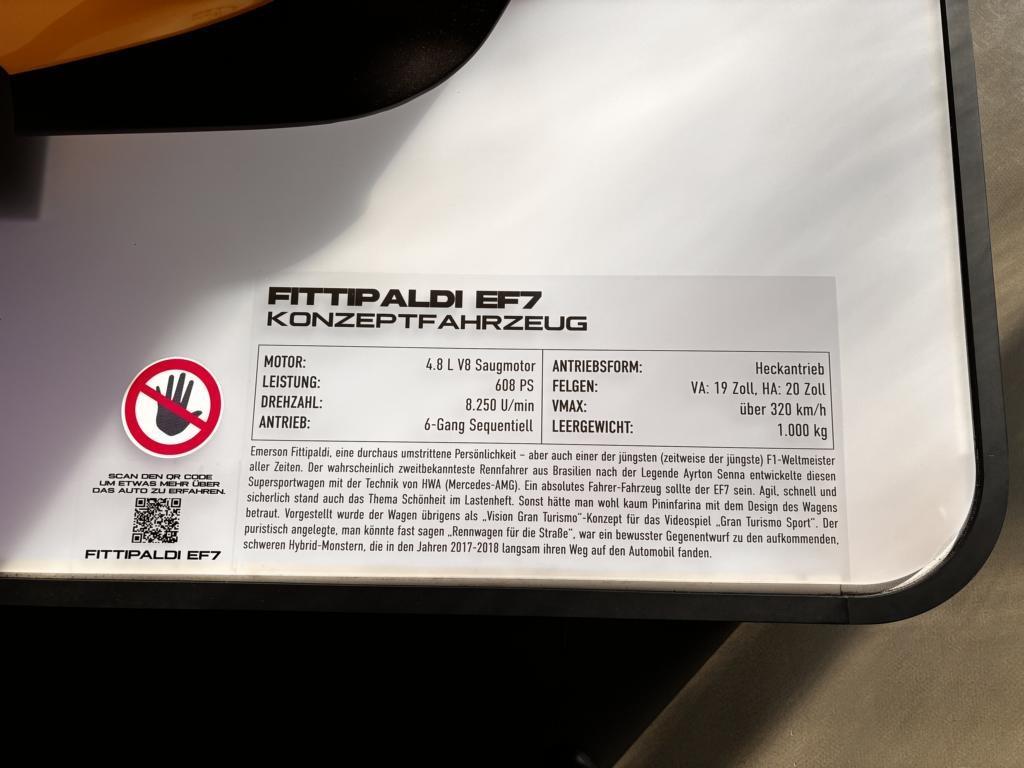 FITTIPALDI EF7
KONZEPTFAHRZEUG
MOTOR: 4.8 L V8 Saugmotor
LEISTUNG: 608 PS
DREHZAHL: 8.250 U/min
ANTRIEB: 6-Gang Sequentiell
ANTRIEBSFORM: Heckantrieb
FELGEN: VA: 19 Zoll, HA: 20 Zoll
VMAX: über 320 km/h
LEERGEWICHT: 1.000 kg
Emerson Fittipaldi, eine durchaus umstrittene Persönlichkeit – aber auch einer der jüngsten (zeitweise der jüngste) F1-Weltmeister
aller Zeiten. Der wahrscheinlich zweitbekannteste Rennfahrer aus Brasilien nach der Legende Ayrton Senna entwickelte diesen
Supersportwagen mit der Technik von HWA (Mercedes-AMG). Ein absolutes Fahrer-Fahrzeug sollte der EF7 sein. Agil, schnell und
sicherlich stand auch das Thema Schönheit im Lastenheft. Sonst hätte man wohl kaum Pininfarina mit dem Design des Wagens
betraut. Vorgestellt wurde der Wagen übrigens als „Vision Gran Turismo"-Konzept für das Videospiel „Gran Turismo Sport". Der
puristisch angelegte, man könnte fast sagen „Rennwagen für die Straße", war ein bewusster Gegenentwurf zu den aufkommenden,
schweren Hybrid-Monstern, die in den Jahren 2017-2018 langsam ihren Weg auf den Automobil fanden.
SCAN DEN QR CODE
UM ETWAS MEHR ÜBER
DAS AUTO ZU ERFAHREN.
FITTIPALDI EF7